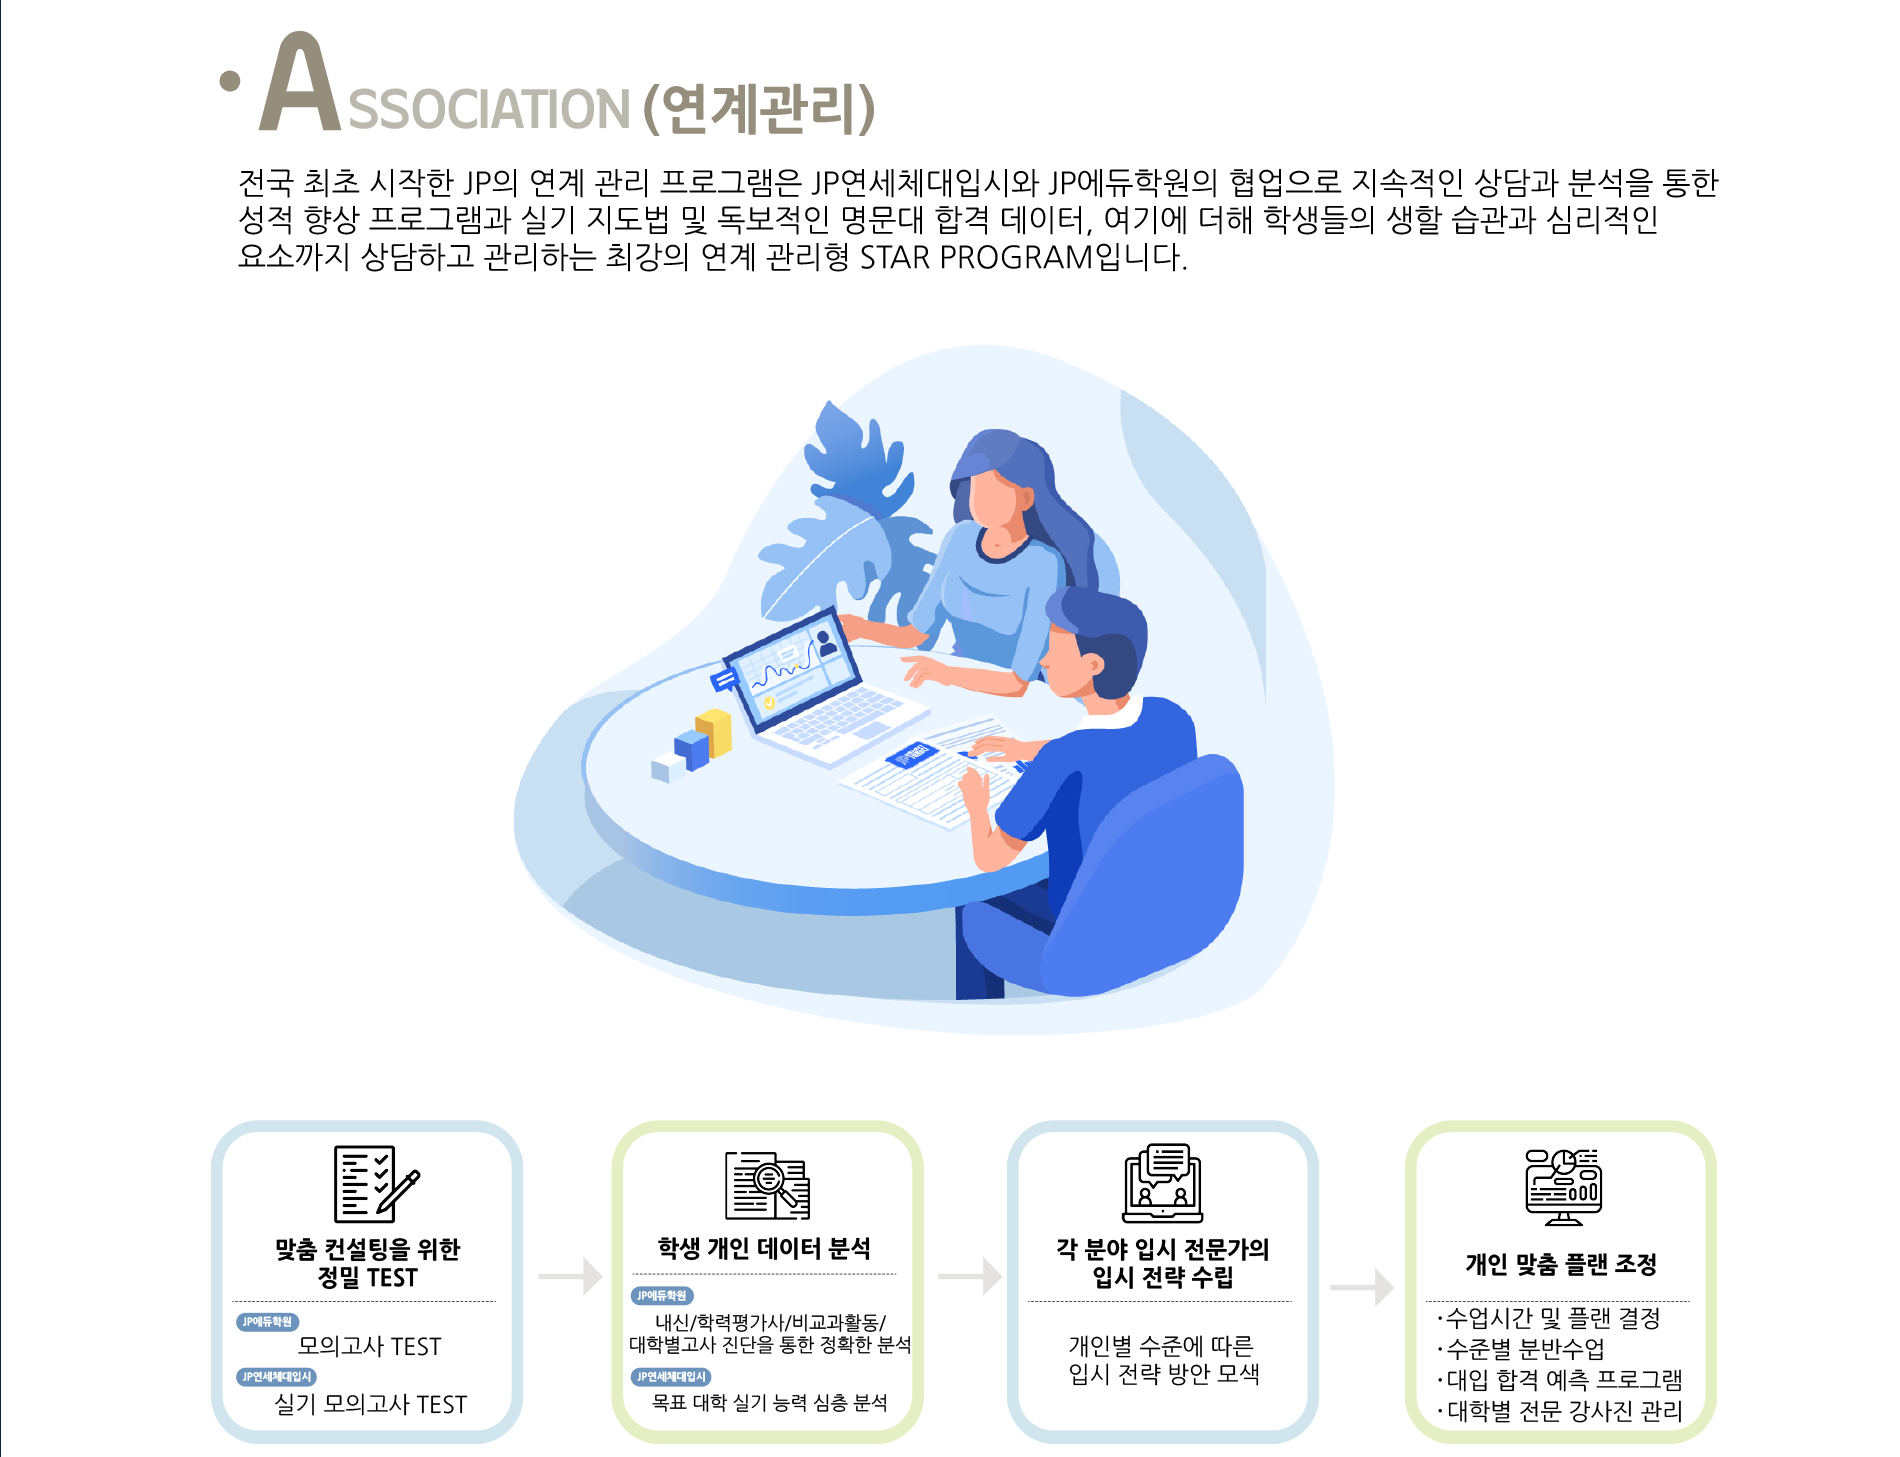 • ASSOCIATION (연계관리)
전국 최초 시작한 JP의 연계 관리 프로그램은 JP연세체대입시와 JP에듀학원의 협업으로 지속적인 상담과 분석을 통한
성적 향상 프로그램과 실기 지도법 및 독보적인 명문대 합격 데이터, 여기에 더해 학생들의 생활 습관과 심리적인
요소까지 상담하고 관리하는 최강의 연계 관리형 STAR PROGRAM입니다.
맞춤 컨설팅을 위한
정밀 TEST
JP에듀학원
모의고사 TEST
JP연세체대입시
실기 모의고사 TEST
학생 개인 데이터 분석
JP에듀학원
내신/학력평가사/비교과활동/
대학별고사 진단을 통한 정확한 분석
JP연세체대입시
목표 대학 실기 능력 심층 분석
각 분야 입시 전문가의
입시 전략 수립
개인별 수준에 따른
입시 전략 방안 모색
개인 맞춤 플랜 조정
·수업시간 및 플랜 결정
·수준별 분반수업
·대입 합격 예측 프로그램
·대학별 전문 강사진 관리